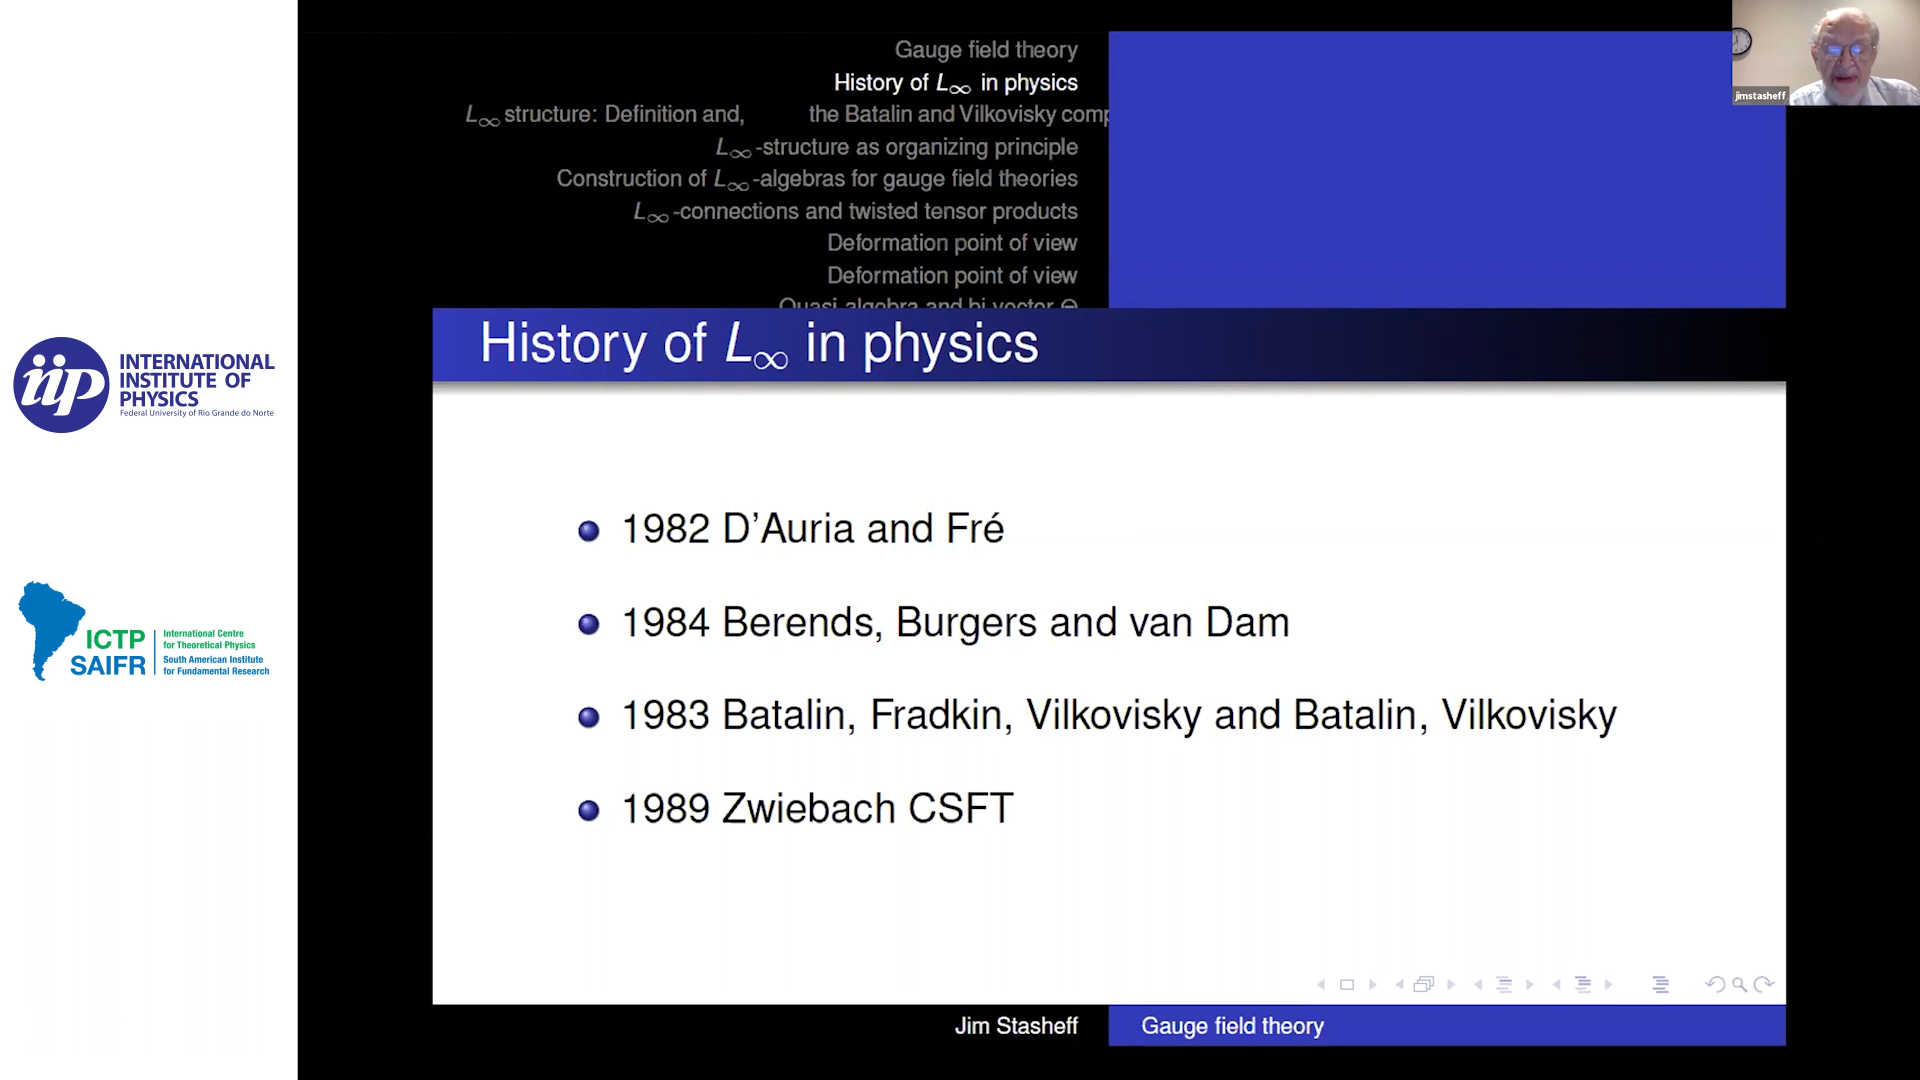 Gauge field theory
History of L∞ in physics
L∞ structure: Definition and, the Batalin and Vilkovisky comp
L∞-structure as organizing principle
Construction of L∞-algebras for gauge field theories
L∞-connections and twisted tensor products
Deformation point of view
Deformation point of view
Quasi algebra and bi vector Θ
jimstasheff
History of L∞ in physics
iip
INTERNATIONAL
INSTITUTE OF
PHYSICS
Federal University of Rio Grande do Norte
1982 D'Auria and Fré
1984 Berends, Burgers and van Dam
1983 Batalin, Fradkin, Vilkovisky and Batalin, Vilkovisky
1989 Zwiebach CSFT
ICTP
SAIFR
International Centre
for Theoretical Physics
South American Institute
for Fundamental Research
Jim Stasheff
Gauge field theory